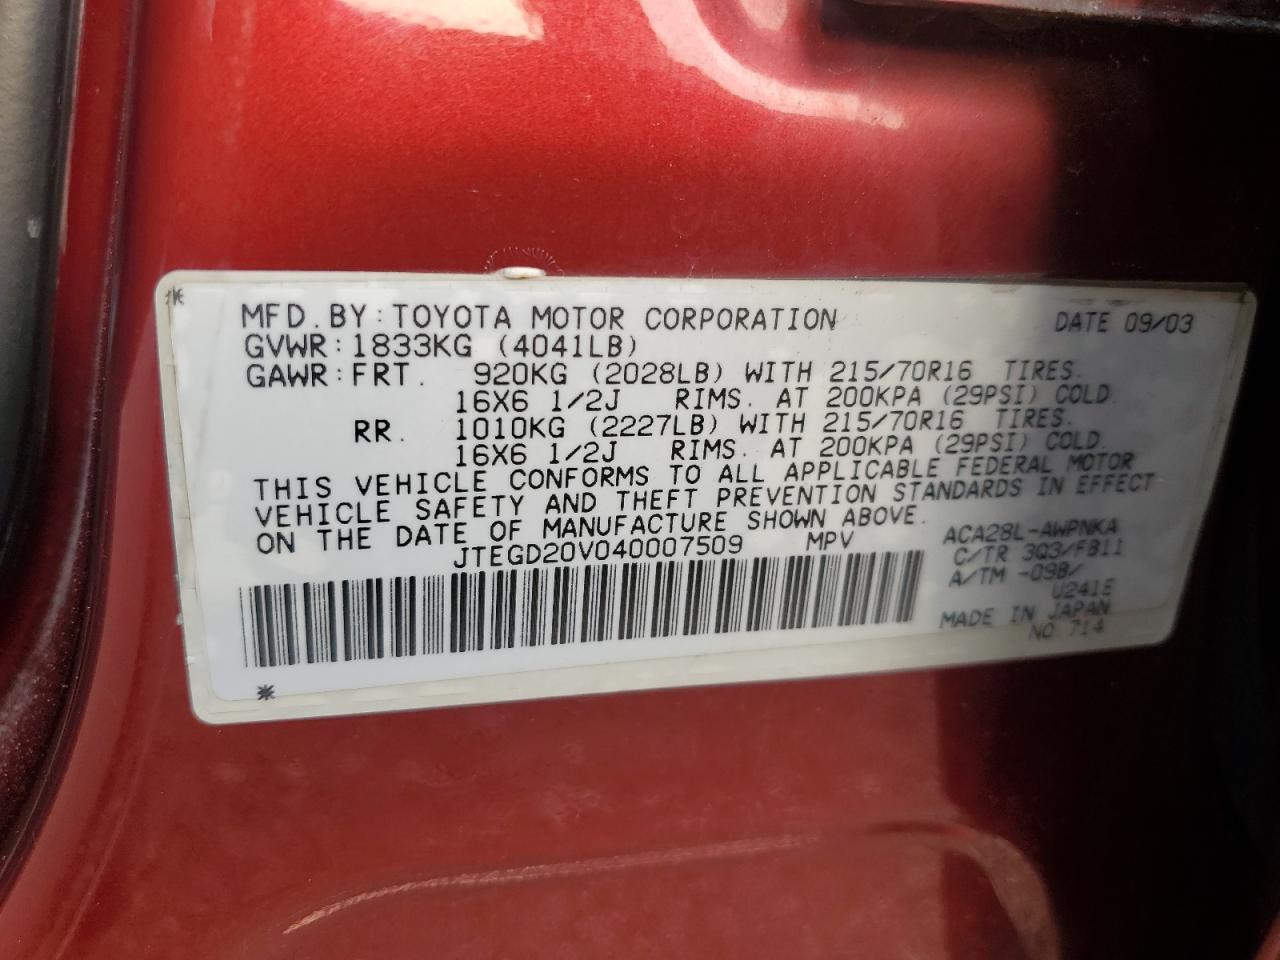 MFD. BY: TOYOTA MOTOR CORPORATION DATE 09/03
GVWR: 1833KG (4041LB)
GAWR: FRT. 920KG (2028LB) WITH 215/70R16 TIRES.
16X6 1/2J RIMS. AT 200KPA (29PSI) COLD.
RR. 1010KG (2227LB) WITH 215/70R16 TIRES.
16X6 1/2J RIMS. AT 200KPA (29PSI) COLD.
THIS VEHICLE CONFORMS TO ALL APPLICABLE FEDERAL MOTOR
VEHICLE SAFETY AND THEFT PREVENTION STANDARDS IN EFFECT
ON THE DATE OF MANUFACTURE SHOWN ABOVE.
JTEGD20V040007509 MPV
ACA28L-AWPNKA
C/TR 3Q3/FB11
A/TM -09B/
U241E
MADE IN JAPAN
NO 714